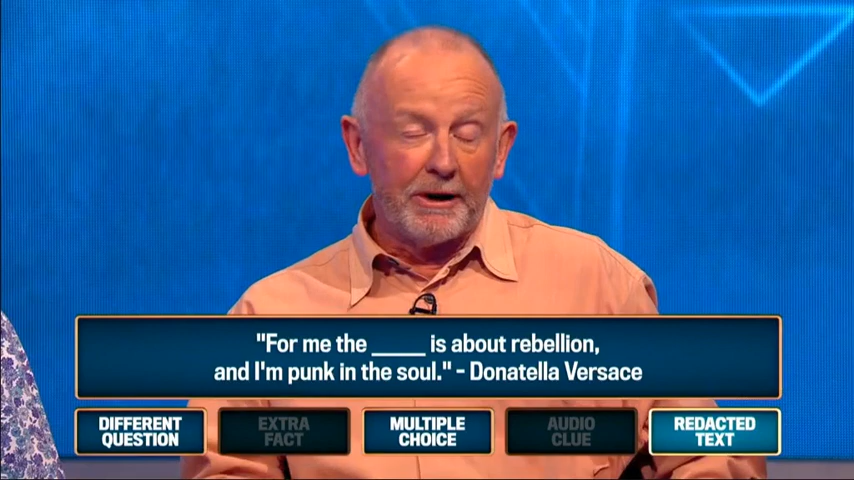 "For me the ____ is about rebellion,
and I'm punk in the soul." - Donatella Versace
DIFFERENT
QUESTION
EXTRA
FACT
MULTIPLE
CHOICE
AUDIO
CLUE
REDACTED
TEXT